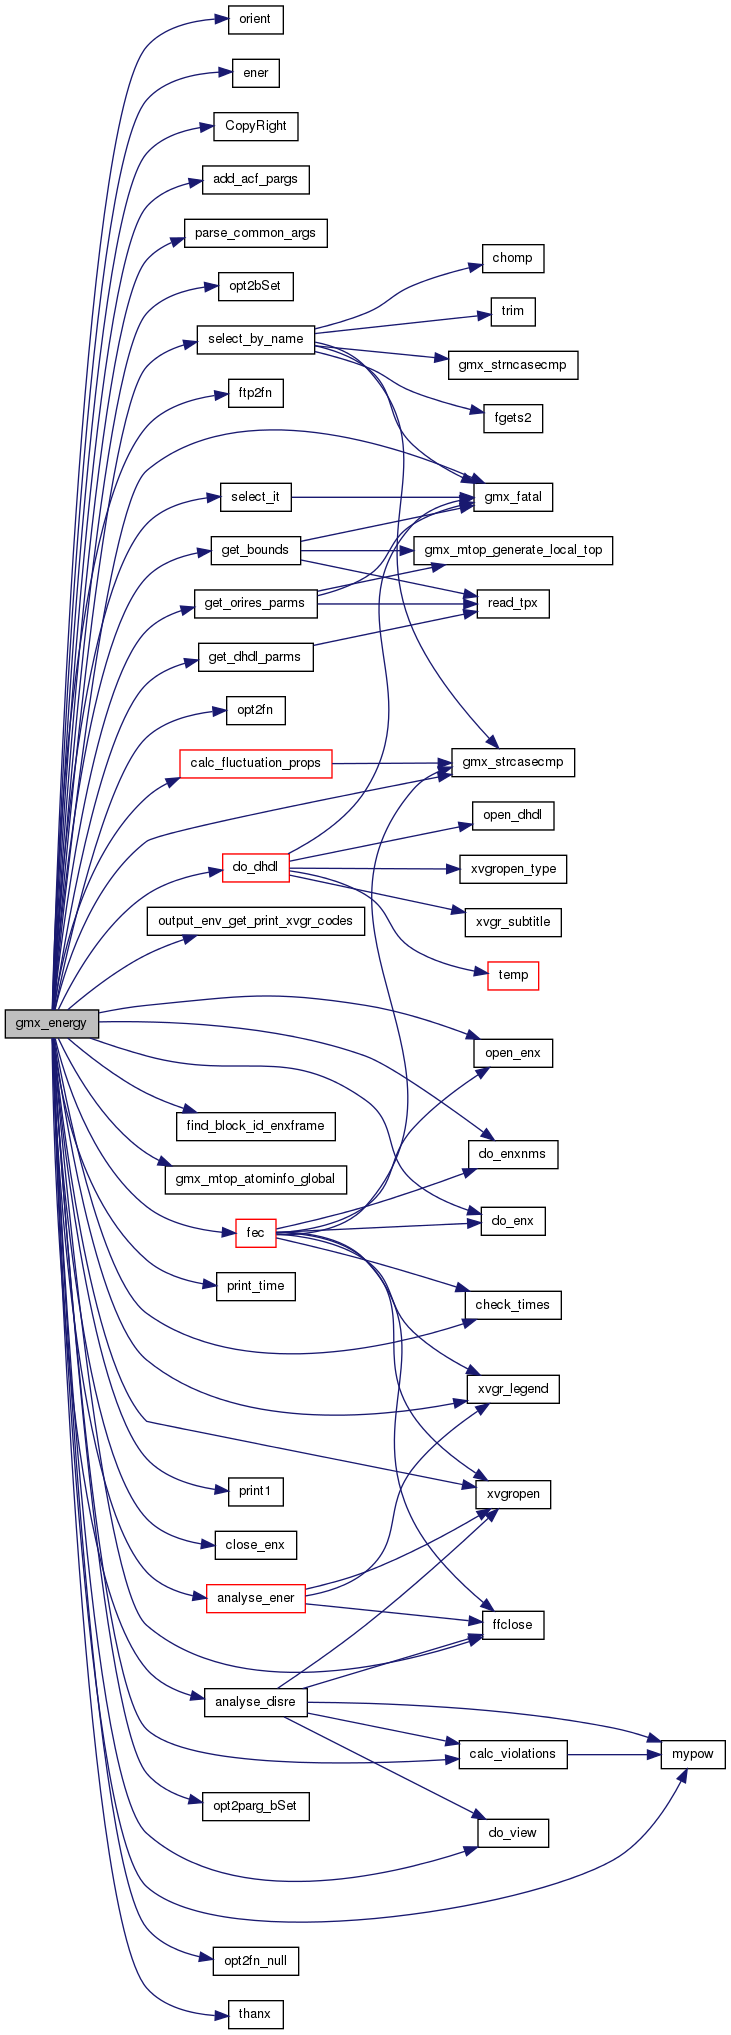 orient
ener
CopyRight
add_acf_pargs
parse_common_args
chomp
opt2bSet
trim
select_by_name
gmx_strncasecmp
ftp2fn
fgets2
select_it
gmx_fatal
get_bounds
gmx_mtop_generate_local_top
get_orires_parms
read_tpx
get_dhdl_parms
opt2fn
calc_fluctuation_props
gmx_strcasecmp
open_dhdl
do_dhdl
xvgropen_type
output_env_get_print_xvgr_codes
xvgr_subtitle
temp
gmx_energy
open_enx
find_block_id_enxframe
do_enxnms
gmx_mtop_atominfo_global
do_enx
fec
print_time
check_times
xvgr_legend
print1
xvgropen
close_enx
analyse_ener
ffclose
analyse_disre
calc_violations
mypow
opt2parg_bSet
do_view
opt2fn_null
thanx